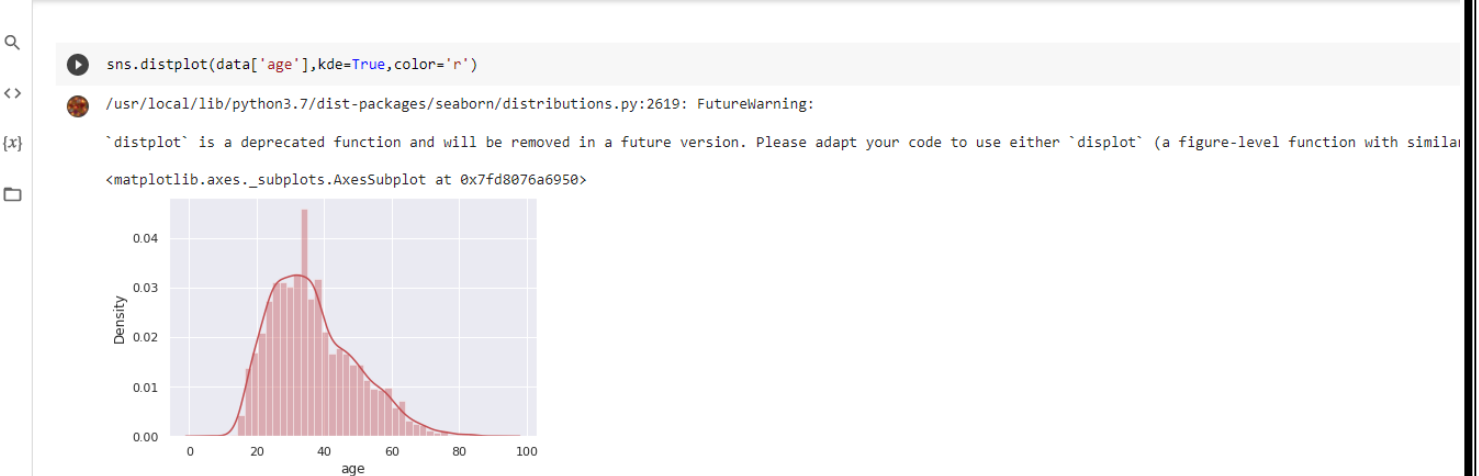 sns.distplot(data['age'],kde=True,color='r')
/usr/local/lib/python3.7/dist-packages/seaborn/distributions.py:2619: FutureWarning:
`distplot` is a deprecated function and will be removed in a future version. Please adapt your code to use either `displot` (a figure-level function with
{x}
<matplotlib.axes._subplots.AxesSubplot at 0x7fd8076a6950>
0.04
0.03
0.02
0.01
0.00
Density
0 20 40 60 80 100
age